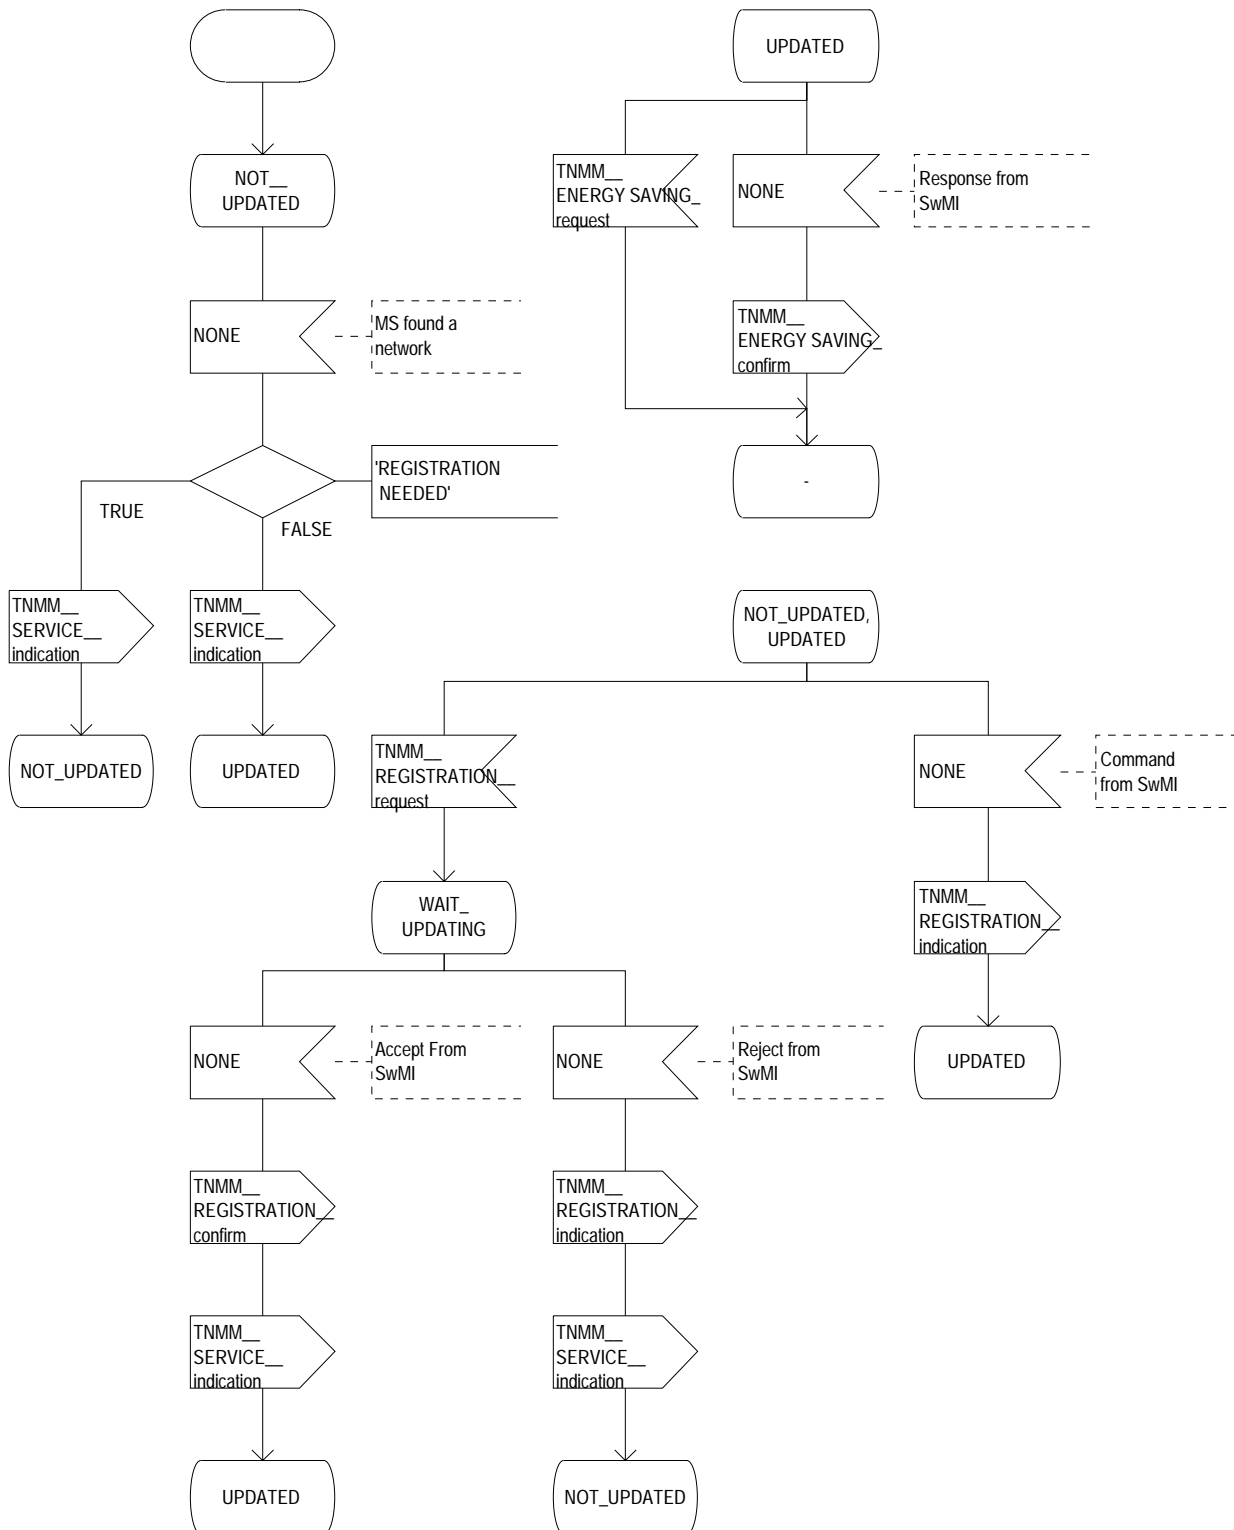 NOT__
UPDATED
NONE
MS found a
network
'REGISTRATION
NEEDED'
TRUE
FALSE
TNMM__
SERVICE__
indication
TNMM__
SERVICE__
indication
NOT_UPDATED
UPDATED
UPDATED
TNMM__
ENERGY SAVING_
request
NONE
Response from
SwMI
TNMM__
ENERGY SAVING_
confirm
-
NOT_UPDATED,
UPDATED
TNMM__
REGISTRATION__
request
NONE
Command
from SwMI
WAIT_
UPDATING
TNMM__
REGISTRATION__
indication
UPDATED
NONE
Accept From
SwMI
NONE
Reject from
SwMI
TNMM__
REGISTRATION__
confirm
TNMM__
REGISTRATION__
indication
TNMM__
SERVICE__
indication
TNMM__
SERVICE__
indication
UPDATED
NOT_UPDATED